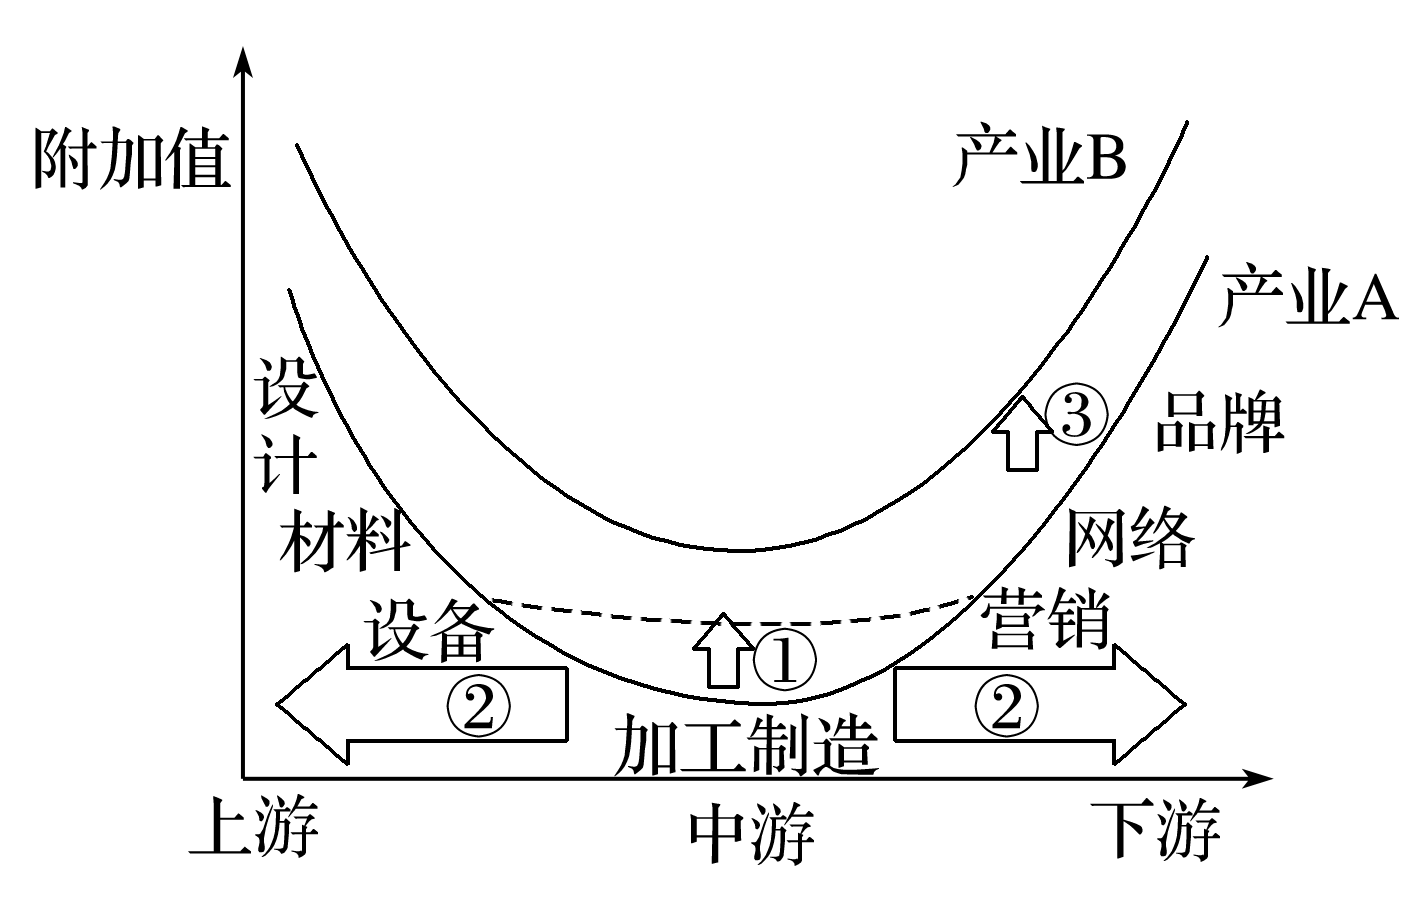 附加值
产业B
产业A
设计
③
品牌
材料
网络
设备
①
营销
②
②
加工制造
上游
中游
下游